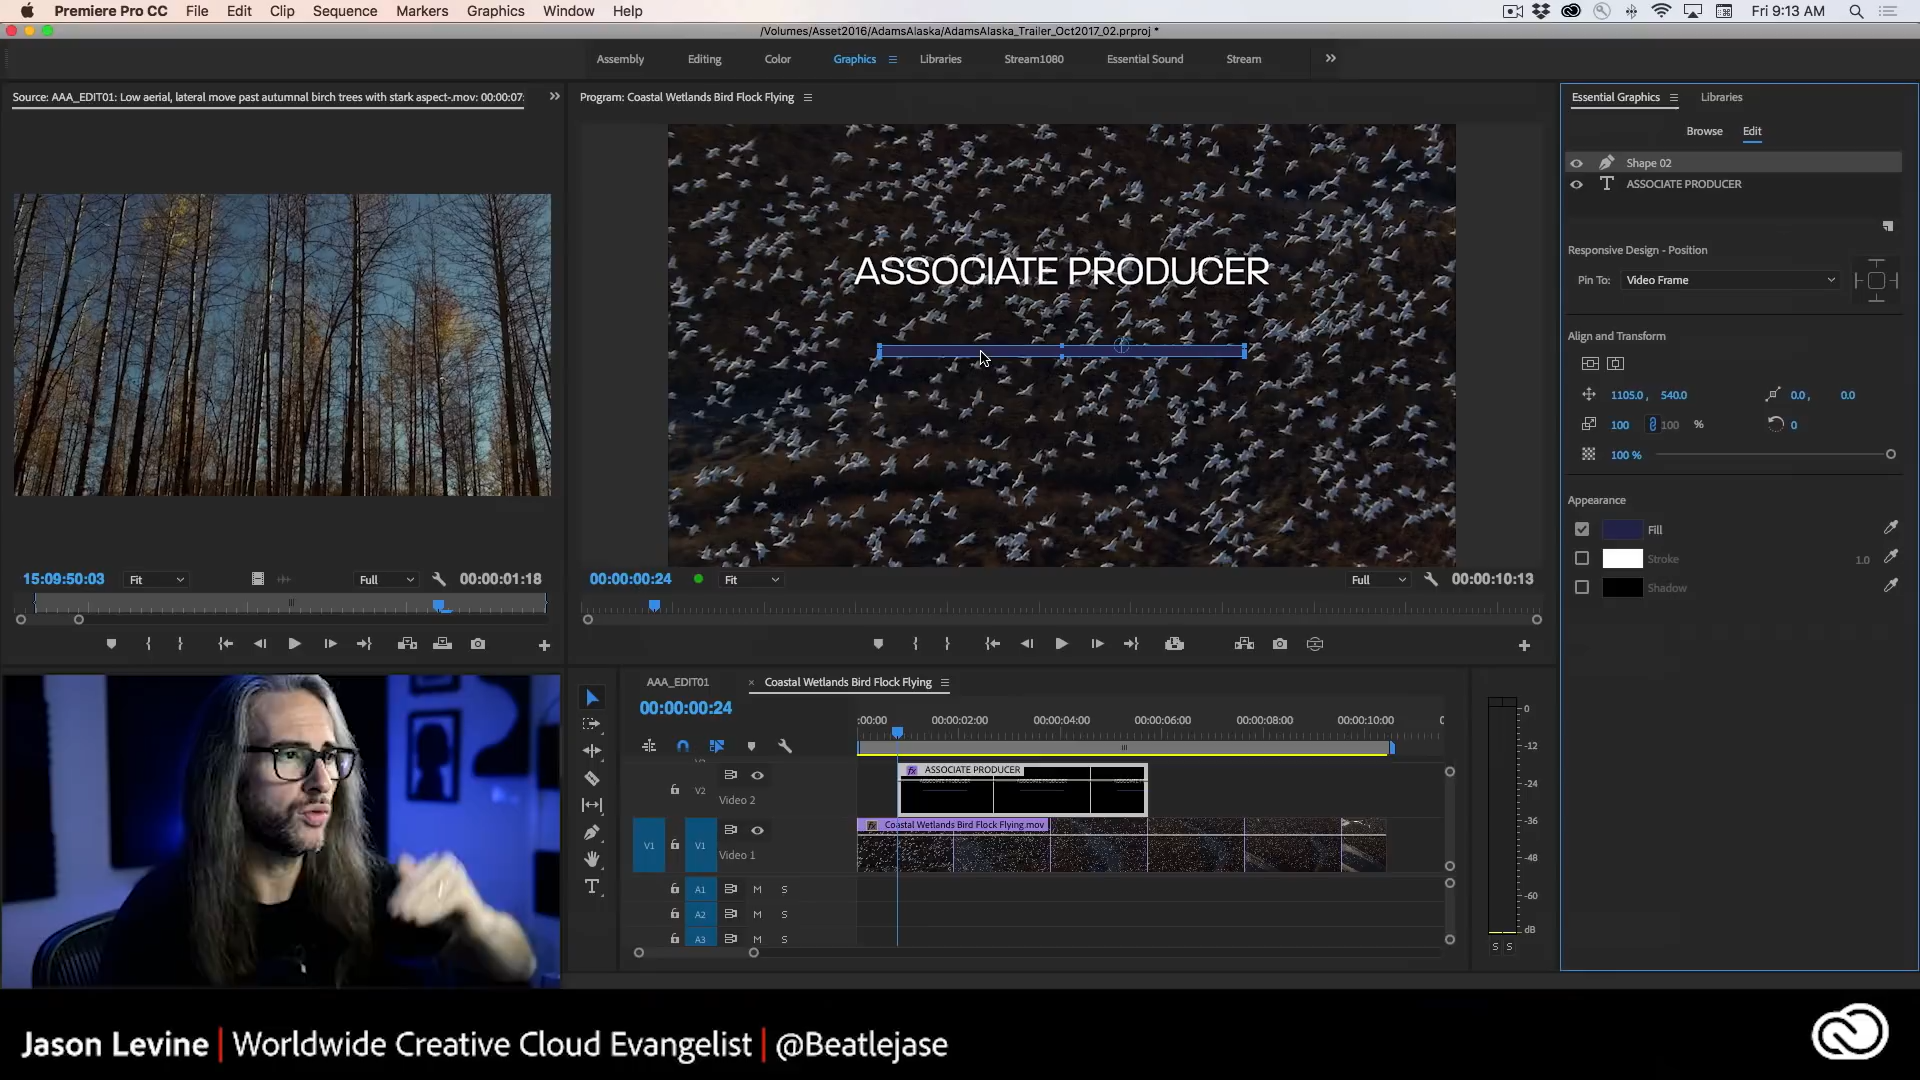 Premiere Pro CC File Edit Clip Sequence Markers Graphics Window Help Fri 9:13 AM
/Volumes/Asset2016/AdamsAlaska/AdamsAlaska_Trailer_Oct2017_02.prproj *
Assembly Editing Color Graphics Libraries Stream1080 Essential Sound Stream
Source: AAA_EDIT01: Low aerial, lateral move past autumnal birch trees with stark aspect-.mov: 00:00:07:
Program: Coastal Wetlands Bird Flock Flying
Essential Graphics Libraries
Browse Edit
Shape 02
T ASSOCIATE PRODUCER
Responsive Design - Position
Pin To: Video Frame
Align and Transform
1105.0 , 540.0 0.0 , 0.0
100 100 % 0
100 %
Appearance
Fill
Stroke 1.0
Shadow
ASSOCIATE PRODUCER
15:09:50:03 Fit Full 00:00:01:18
00:00:00:24 Fit Full 00:00:10:13
AAA_EDIT01 × Coastal Wetlands Bird Flock Flying
00:00:00:24
:00:00 00:00:02:00 00:00:04:00 00:00:06:00 00:00:08:00 00:00:10:00
fx ASSOCIATE PRODUCER
V2 Video 2
fx Coastal Wetlands Bird Flock Flying.mov
V1 V1 Video 1
A1 M S
A2 M S
A3 M S
T
0
-12
-24
-36
-48
-60
dB
S S
Jason Levine | Worldwide Creative Cloud Evangelist | @Beatlejase